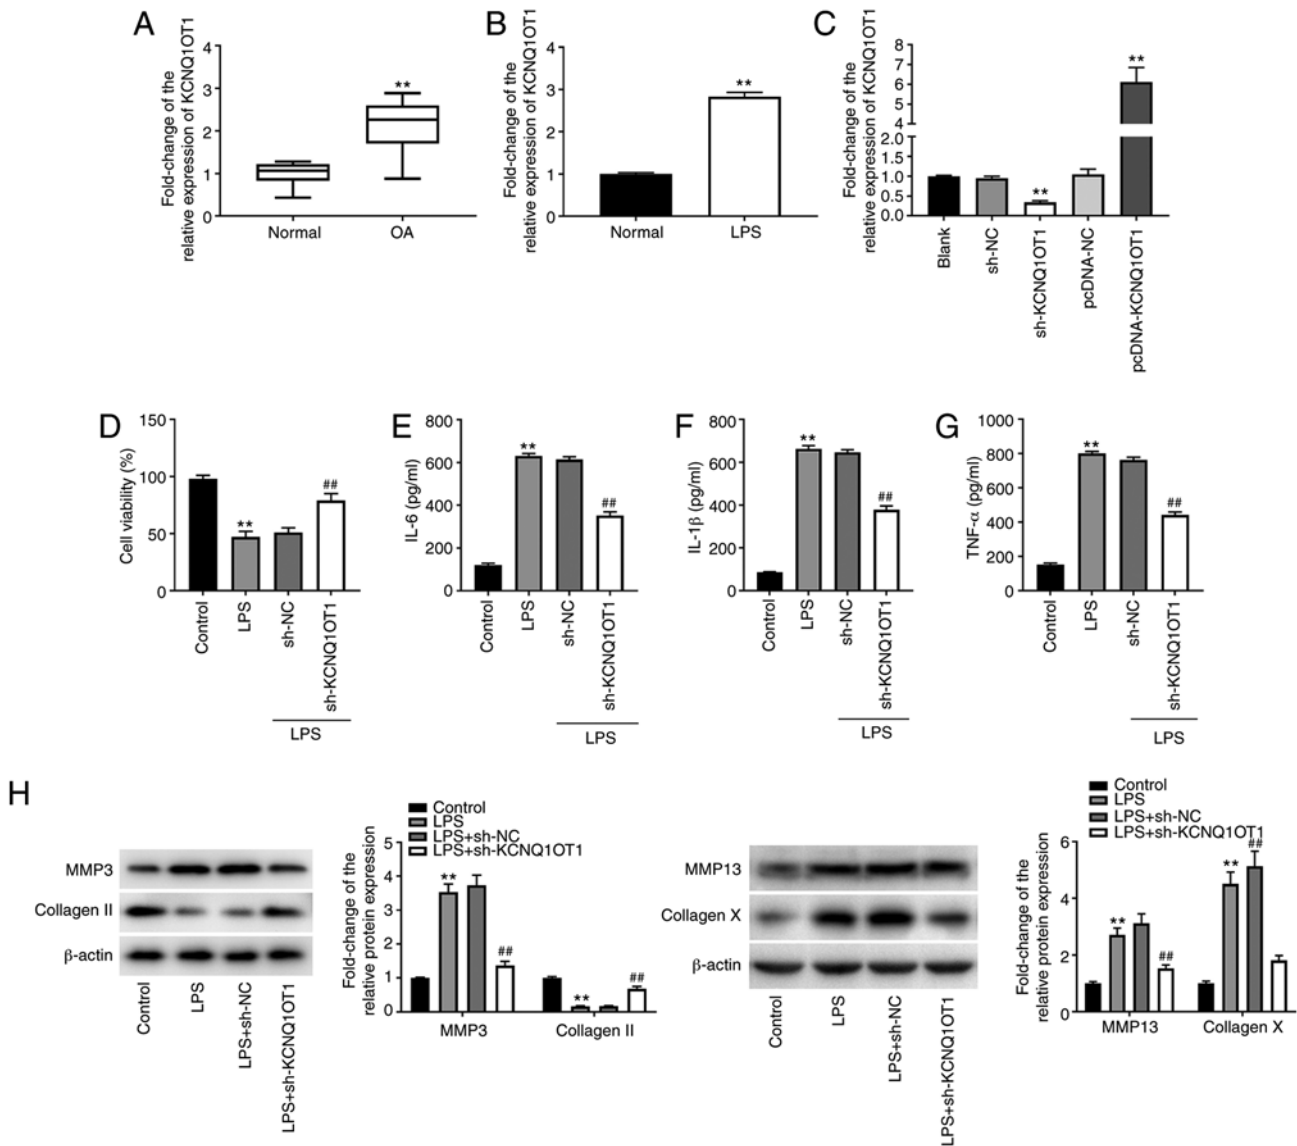 A
Fold-change of the
relative expression of KCNQ1OT1
4
3
2
1
0
**
Normal
OA
B
Fold-change of the
relative expression of KCNQ1OT1
4
3
2
1
0
**
Normal
LPS
C
Fold-change of the
relative expression of KCNQ1OT1
8
7
6
5
4
2.0
1.5
1.0
0.5
0.0
**
**
Blank
sh-NC
sh-KCNQ1OT1
pcDNA-NC
pcDNA-KCNQ1OT1
D
Cell viability (%)
150
100
50
0
**
##
Control
LPS
sh-NC
sh-KCNQ1OT1
LPS
E
IL-6 (pg/ml)
800
600
400
200
0
**
##
Control
LPS
sh-NC
sh-KCNQ1OT1
LPS
F
IL-1β (pg/ml)
800
600
400
200
0
**
##
Control
LPS
sh-NC
sh-KCNQ1OT1
LPS
G
TNF-α (pg/ml)
1000
800
600
400
200
0
**
##
Control
LPS
sh-NC
sh-KCNQ1OT1
LPS
H
MMP3
Collagen II
β-actin
Control
LPS
LPS+sh-NC
LPS+sh-KCNQ1OT1
Control
LPS
LPS+sh-NC
LPS+sh-KCNQ1OT1
Fold-change of the
relative protein expression
5
4
3
2
1
0
**
##
**
##
MMP3
Collagen II
MMP13
Collagen X
β-actin
Control
LPS
LPS+sh-NC
LPS+sh-KCNQ1OT1
Control
LPS
LPS+sh-NC
LPS+sh-KCNQ1OT1
Fold-change of the
relative protein expression
6
4
2
0
**
##
**
##
MMP13
Collagen X